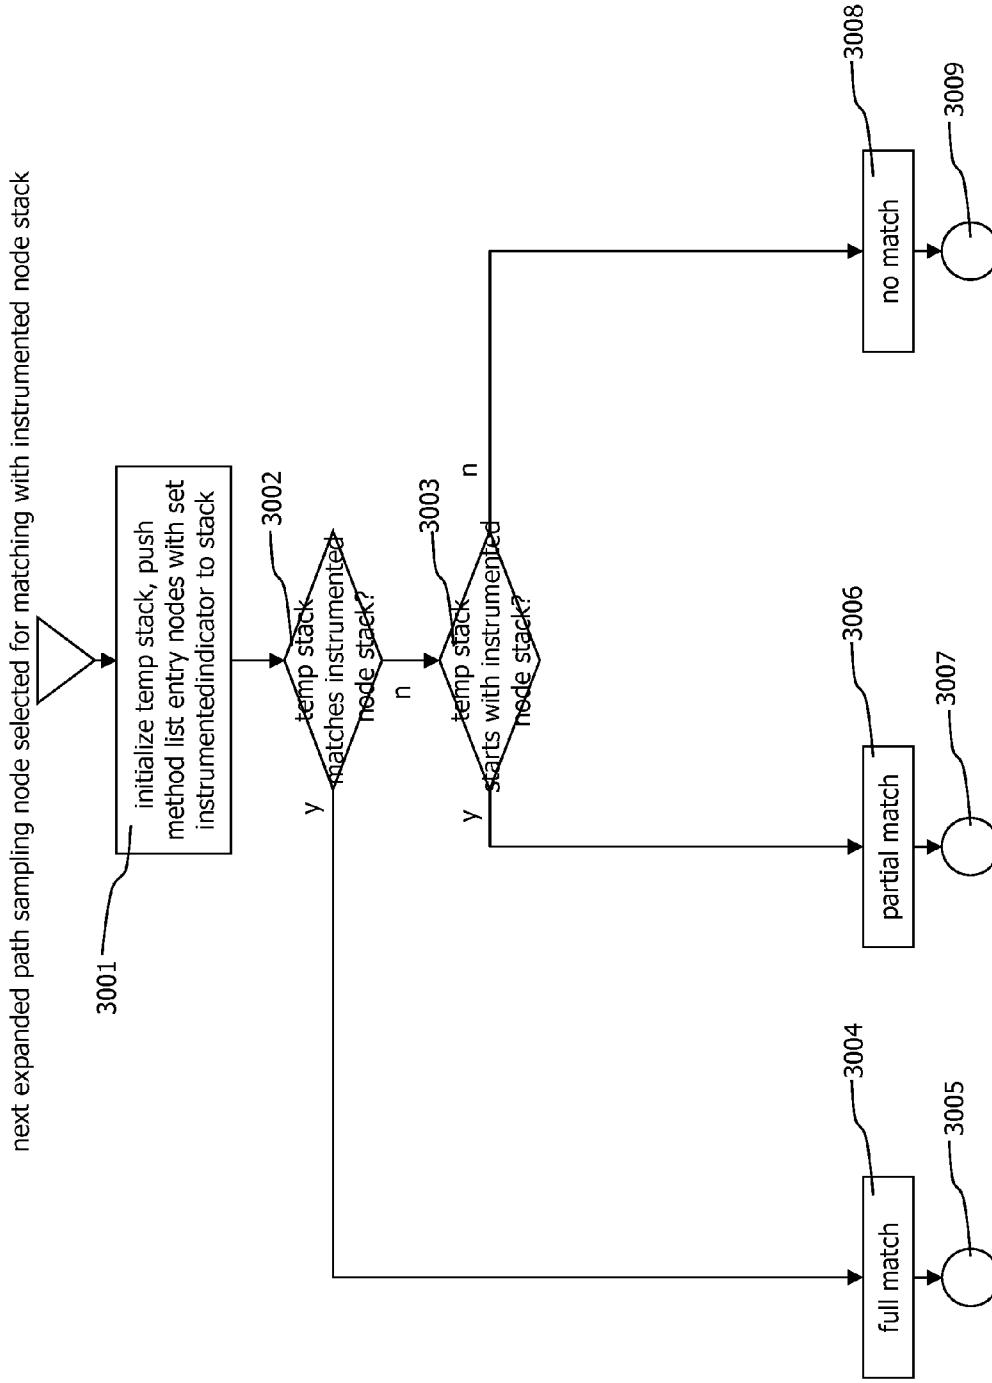 next expanded path sampling node selected for matching with instrumented node stack
3001
initialize temp stack, push
method list entry nodes with set
instrumentedindicator to stack
3002
temp stack
matches instrumented
node stack?
y
n
3003
temp stack
starts with instrumented
node stack?
y
n
3004
full match
3005
3006
partial match
3007
3008
no match
3009